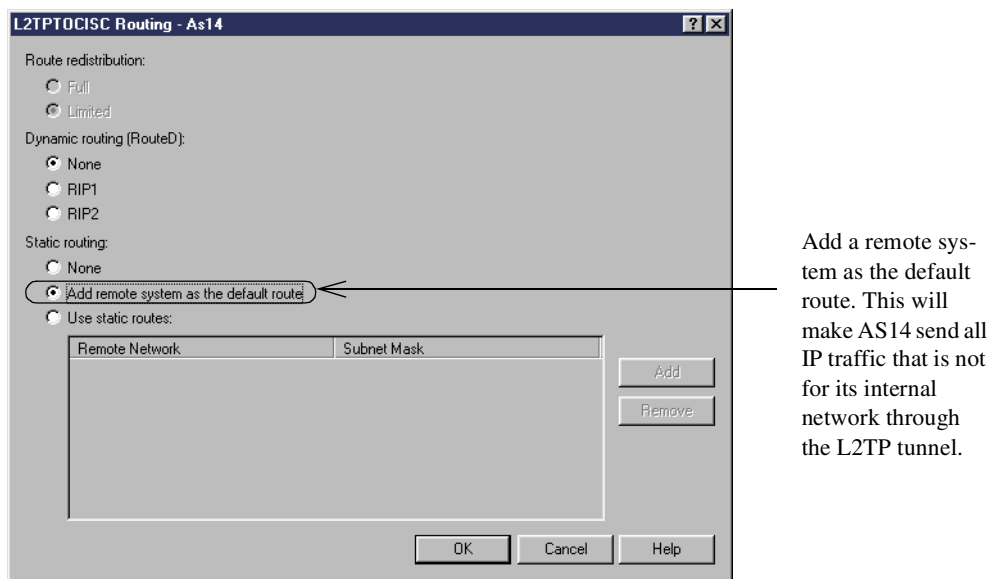 L2TPTOCISC Routing - As14
Route redistribution:
Full
Limited
Dynamic routing (RouteD):
None
RIP1
RIP2
Static routing:
None
Add remote system as the default route
Use static routes:
Remote Network Subnet Mask
Add
Remove
OK Cancel Help
Add a remote sys-
tem as the default
route. This will
make AS14 send all
IP traffic that is not
for its internal
network through
the L2TP tunnel.